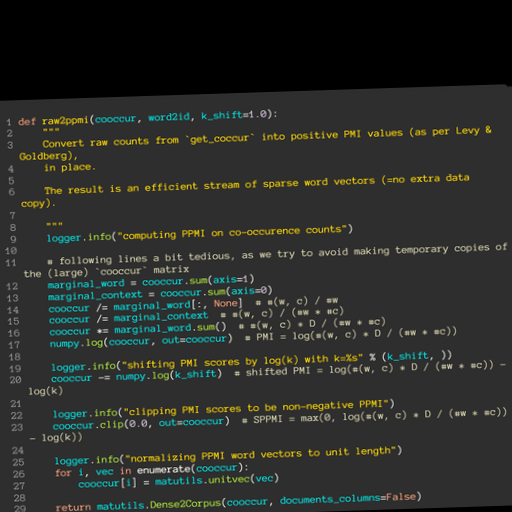 1 def raw2ppmi(cooccur, word2id, k_shift=1.0):
2 """
3 Convert raw counts from `get_coccur` into positive PMI values (as per Levy &
Goldberg),
4 in place.
5
6 The result is an efficient stream of sparse word vectors (=no extra data
copy).
7
8 """
9 logger.info("computing PPMI on co-occurence counts")
10
11 # following lines a bit tedious, as we try to avoid making temporary copies of
the (large) `cooccur` matrix
12 marginal_word = cooccur.sum(axis=1)
13 marginal_context = cooccur.sum(axis=0)
14 cooccur /= marginal_word[:, None] # #(w, c) / #w
15 cooccur /= marginal_context # #(w, c) / (#w * #c)
16 cooccur *= marginal_word.sum() # #(w, c) * D / (#w * #c)
17 numpy.log(cooccur, out=cooccur) # PMI = log(#(w, c) * D / (#w * #c))
18
19 logger.info("shifting PMI scores by log(k) with k=%s" % (k_shift, ))
20 cooccur -= numpy.log(k_shift) # shifted PMI = log(#(w, c) * D / (#w * #c)) -
log(k)
21
22 logger.info("clipping PMI scores to be non-negative PPMI")
23 cooccur.clip(0.0, out=cooccur) # SPPMI = max(0, log(#(w, c) * D / (#w * #c))
- log(k))
24
25 logger.info("normalizing PPMI word vectors to unit length")
26 for i, vec in enumerate(cooccur):
27 cooccur[i] = matutils.unitvec(vec)
28
29 return matutils.Dense2Corpus(cooccur, documents_columns=False)